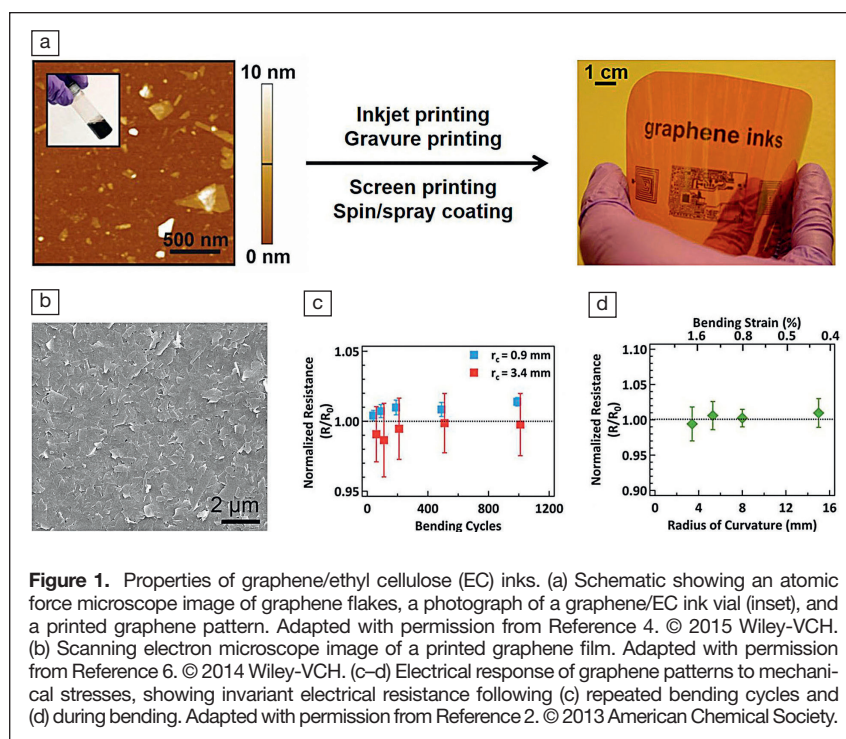 a
10 nm
0 nm
500 nm
Inkjet printing
Gravure printing
Screen printing
Spin/spray coating
1 cm
graphene inks
b
2 μm
c
rc = 0.9 mm
rc = 3.4 mm
Normalized Resistance
(R/R0)
1.05
1.00
0.95
0
400
800
1200
Bending Cycles
d
Bending Strain (%)
1.6
0.8
0.5
0.4
Normalized Resistance
(R/R0)
1.10
1.05
1.00
0.95
0.90
0
4
8
12
16
Radius of Curvature (mm)
Figure 1. Properties of graphene/ethyl cellulose (EC) inks. (a) Schematic showing an atomic
force microscope image of graphene flakes, a photograph of a graphene/EC ink vial (inset), and
a printed graphene pattern. Adapted with permission from Reference 4. © 2015 Wiley-VCH.
(b) Scanning electron microscope image of a printed graphene film. Adapted with permission
from Reference 6. © 2014 Wiley-VCH. (c–d) Electrical response of graphene patterns to mechani-
cal stresses, showing invariant electrical resistance following (c) repeated bending cycles and
(d) during bending. Adapted with permission from Reference 2. © 2013 American Chemical Society.